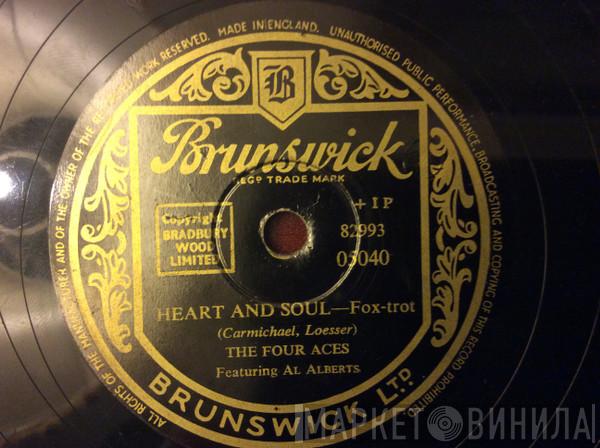 ALL RIGHTS OF THE MANUFACTURER AND OF THE OWNER OF THE RECORDED WORK RESERVED. MADE IN ENGLAND. UNAUTHORISED PUBLIC PERFORMANCE, BROADCASTING AND COPYING OF THIS RECORD PROHIBITED
B
Brunswick
REGD TRADE MARK
Copyright
BRADBURY
WOOD
LIMITED
+ I P
82993
05040
HEART AND SOUL—Fox-trot
(Carmichael, Loesser)
THE FOUR ACES
Featuring AL ALBERTS
BRUNSWICK LTD.
МАРКЕТ ВИНИЛА!